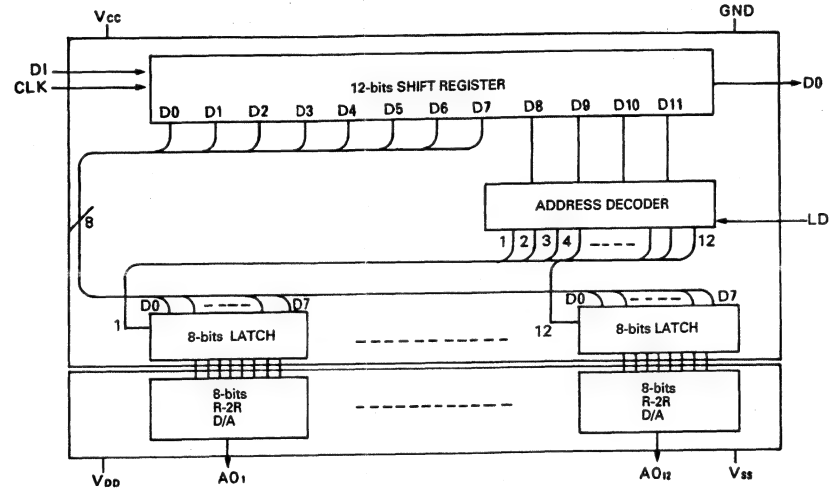 Vcc GND
DI
CLK
12-bits SHIFT REGISTER
DO
D0 D1 D2 D3 D4 D5 D6 D7 D8 D9 D10 D11
8
ADDRESS DECODER
LD
1 2 3 4 12
D0 D7
D0 D7
1
8-bits LATCH
12
8-bits LATCH
8-bits
R-2R
D/A
8-bits
R-2R
D/A
VDD AO1 AO12 Vss